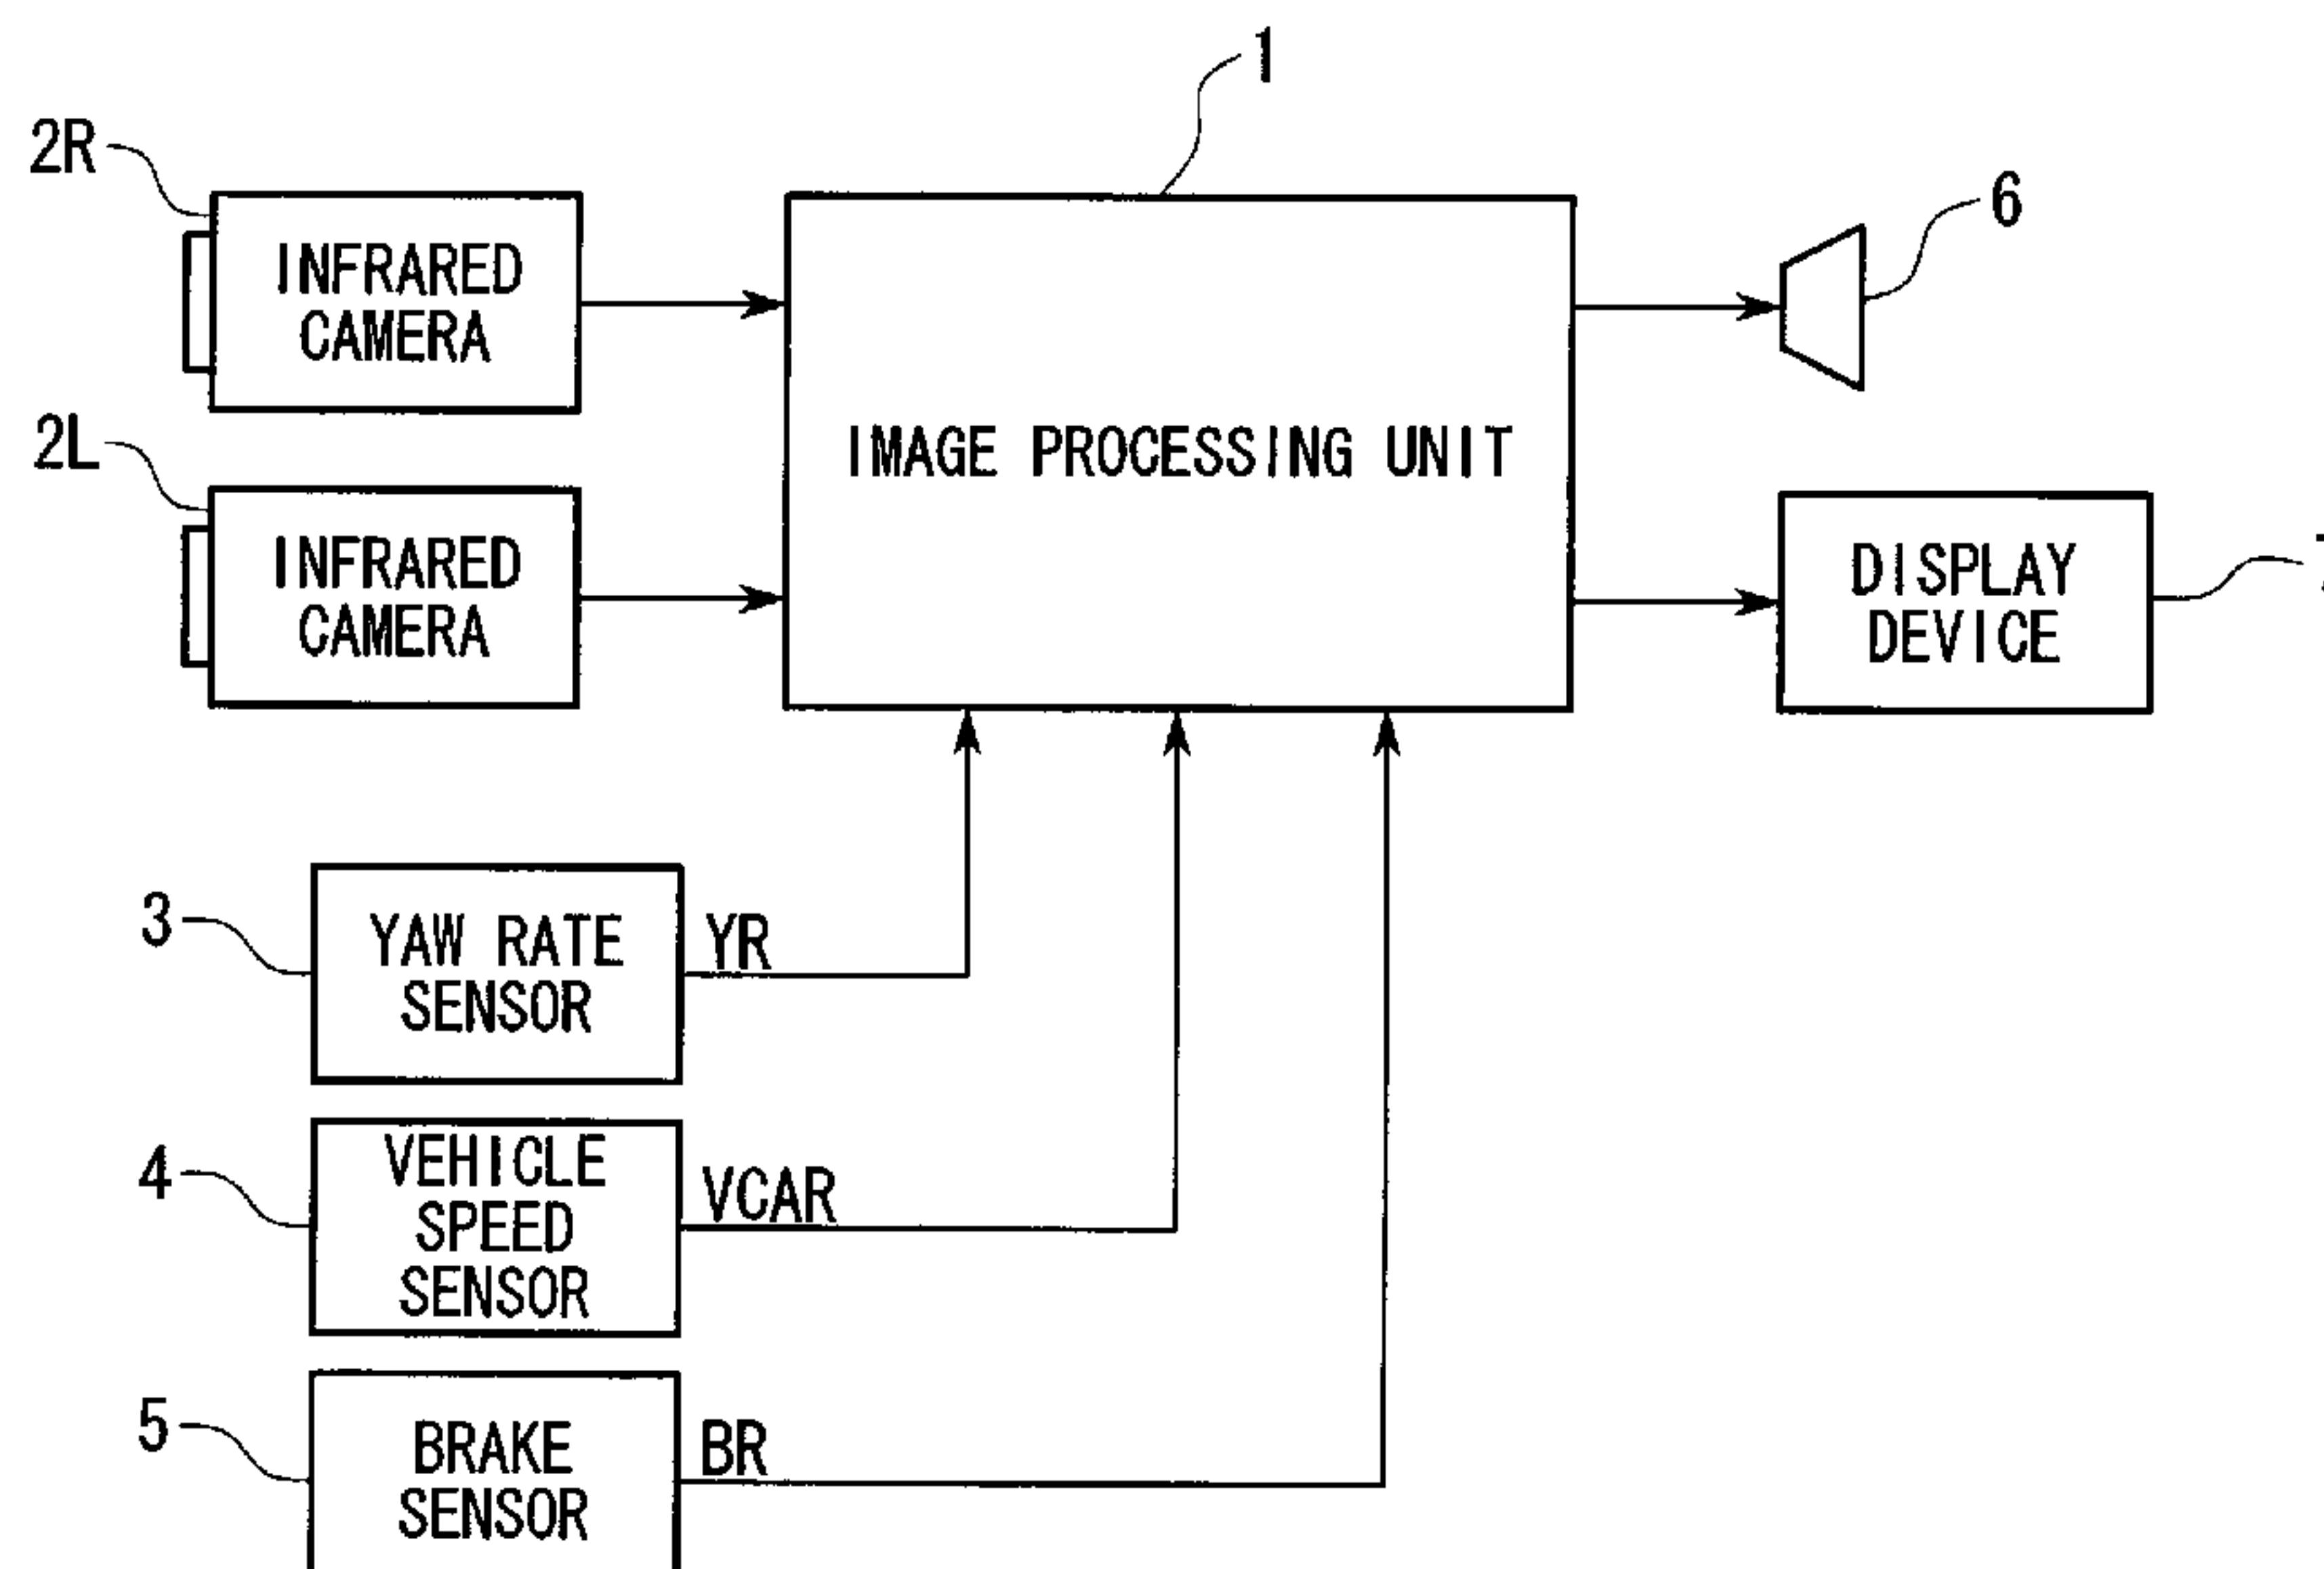 1
2R
6
INFRARED
CAMERA
IMAGE PROCESSING UNIT
2L
INFRARED
CAMERA
DISPLAY
DEVICE
3
YAW RATE
SENSOR
YR
4
VEHICLE
SPEED
SENSOR
VCAR
5
BRAKE
SENSOR
BR